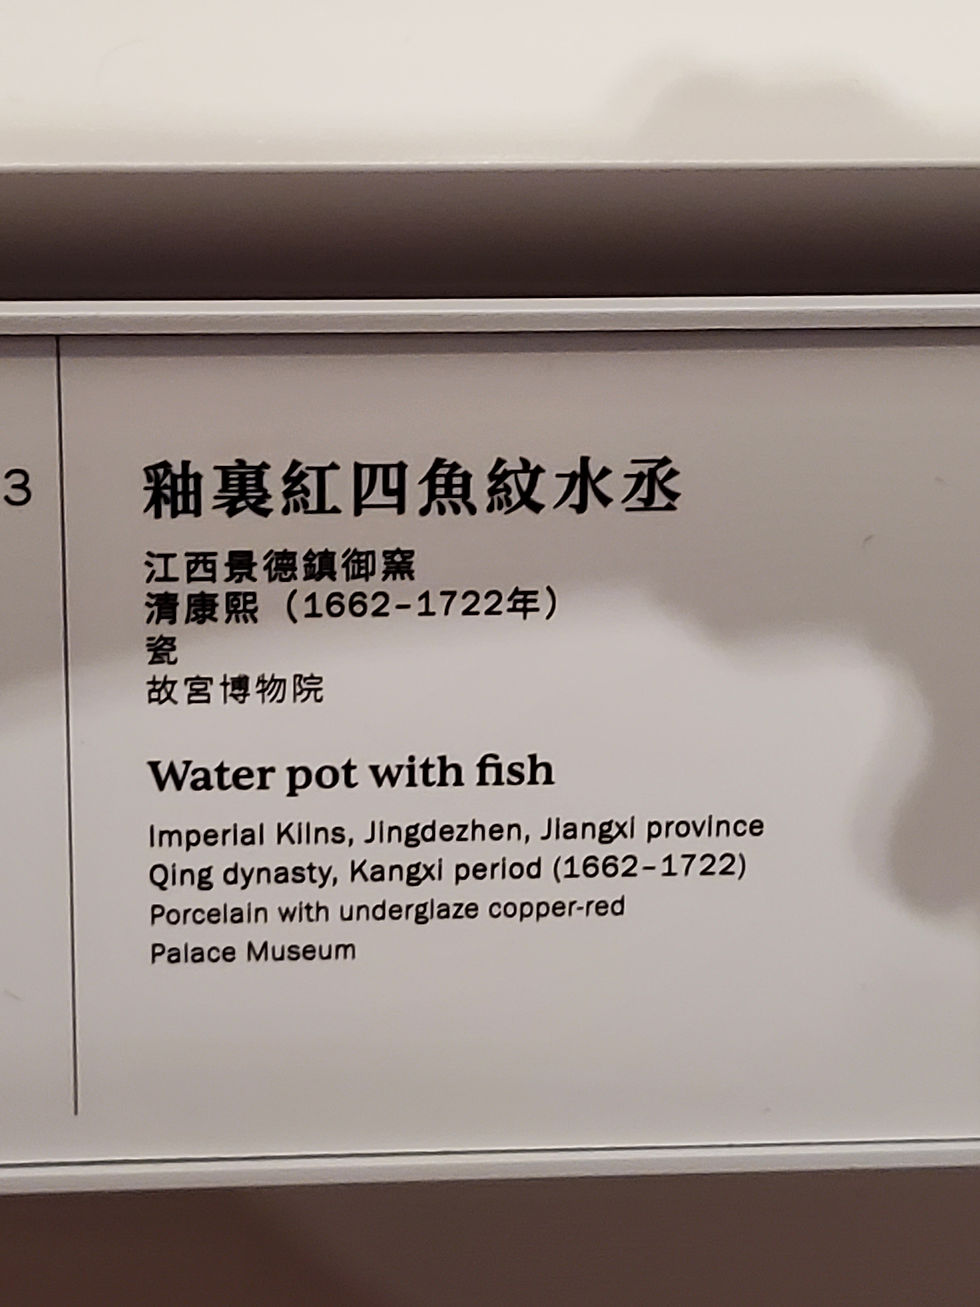 3
釉裏紅四魚紋水丞
江西景德鎮御窯
清康熙（1662–1722年）
瓷
故宮博物院
Water pot with fish
Imperial Kilns, Jingdezhen, Jiangxi province
Qing dynasty, Kangxi period (1662–1722)
Porcelain with underglaze copper-red
Palace Museum